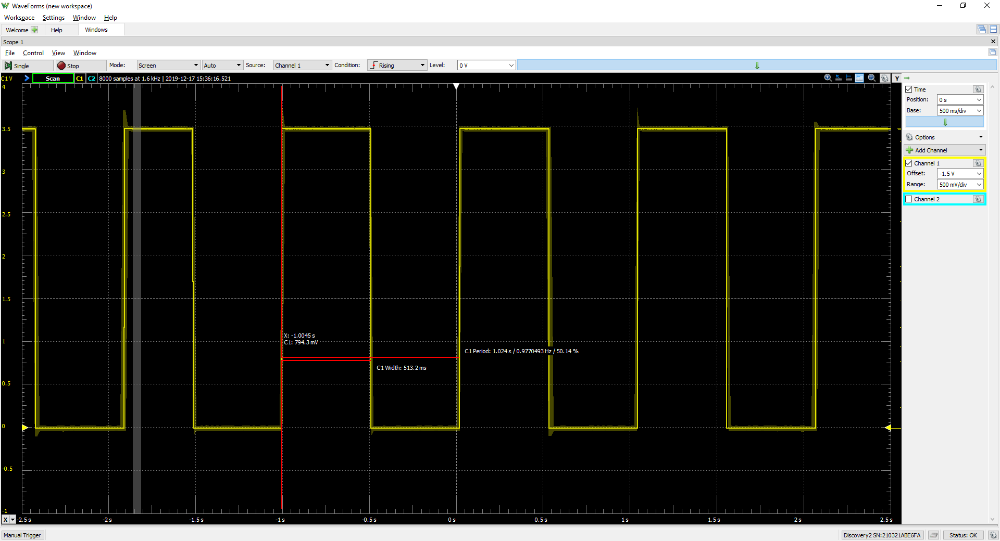 WaveForms (new workspace)
Workspace Settings Window Help
Welcome Help Windows
Scope 1
File Control View Window
Single Stop Mode: Screen Auto Source: Channel 1 Condition: Rising Level: 0 V
C1 V Scan C1 C2 8000 samples at 1.6 kHz | 2019-12-17 15:36:16.521 Y
4
3.5
3
2.5
2
1.5
1
0.5
0
-0.5
-1
X: -1.0045 s
C1: 794.3 mV
C1 Period: 1.024 s / 0.9770493 Hz / 50.14 %
C1 Width: 513.2 ms
X -2.5 s -2 s -1.5 s -1 s -0.5 s 0 s 0.5 s 1 s 1.5 s 2 s 2.5 s
Time
Position: 0 s
Base: 500 ms/div
Options
Add Channel
Channel 1
Offset: -1.5 V
Range: 500 mV/div
Channel 2
Manual Trigger Discovery2 SN:210321ABE6FA Status: OK